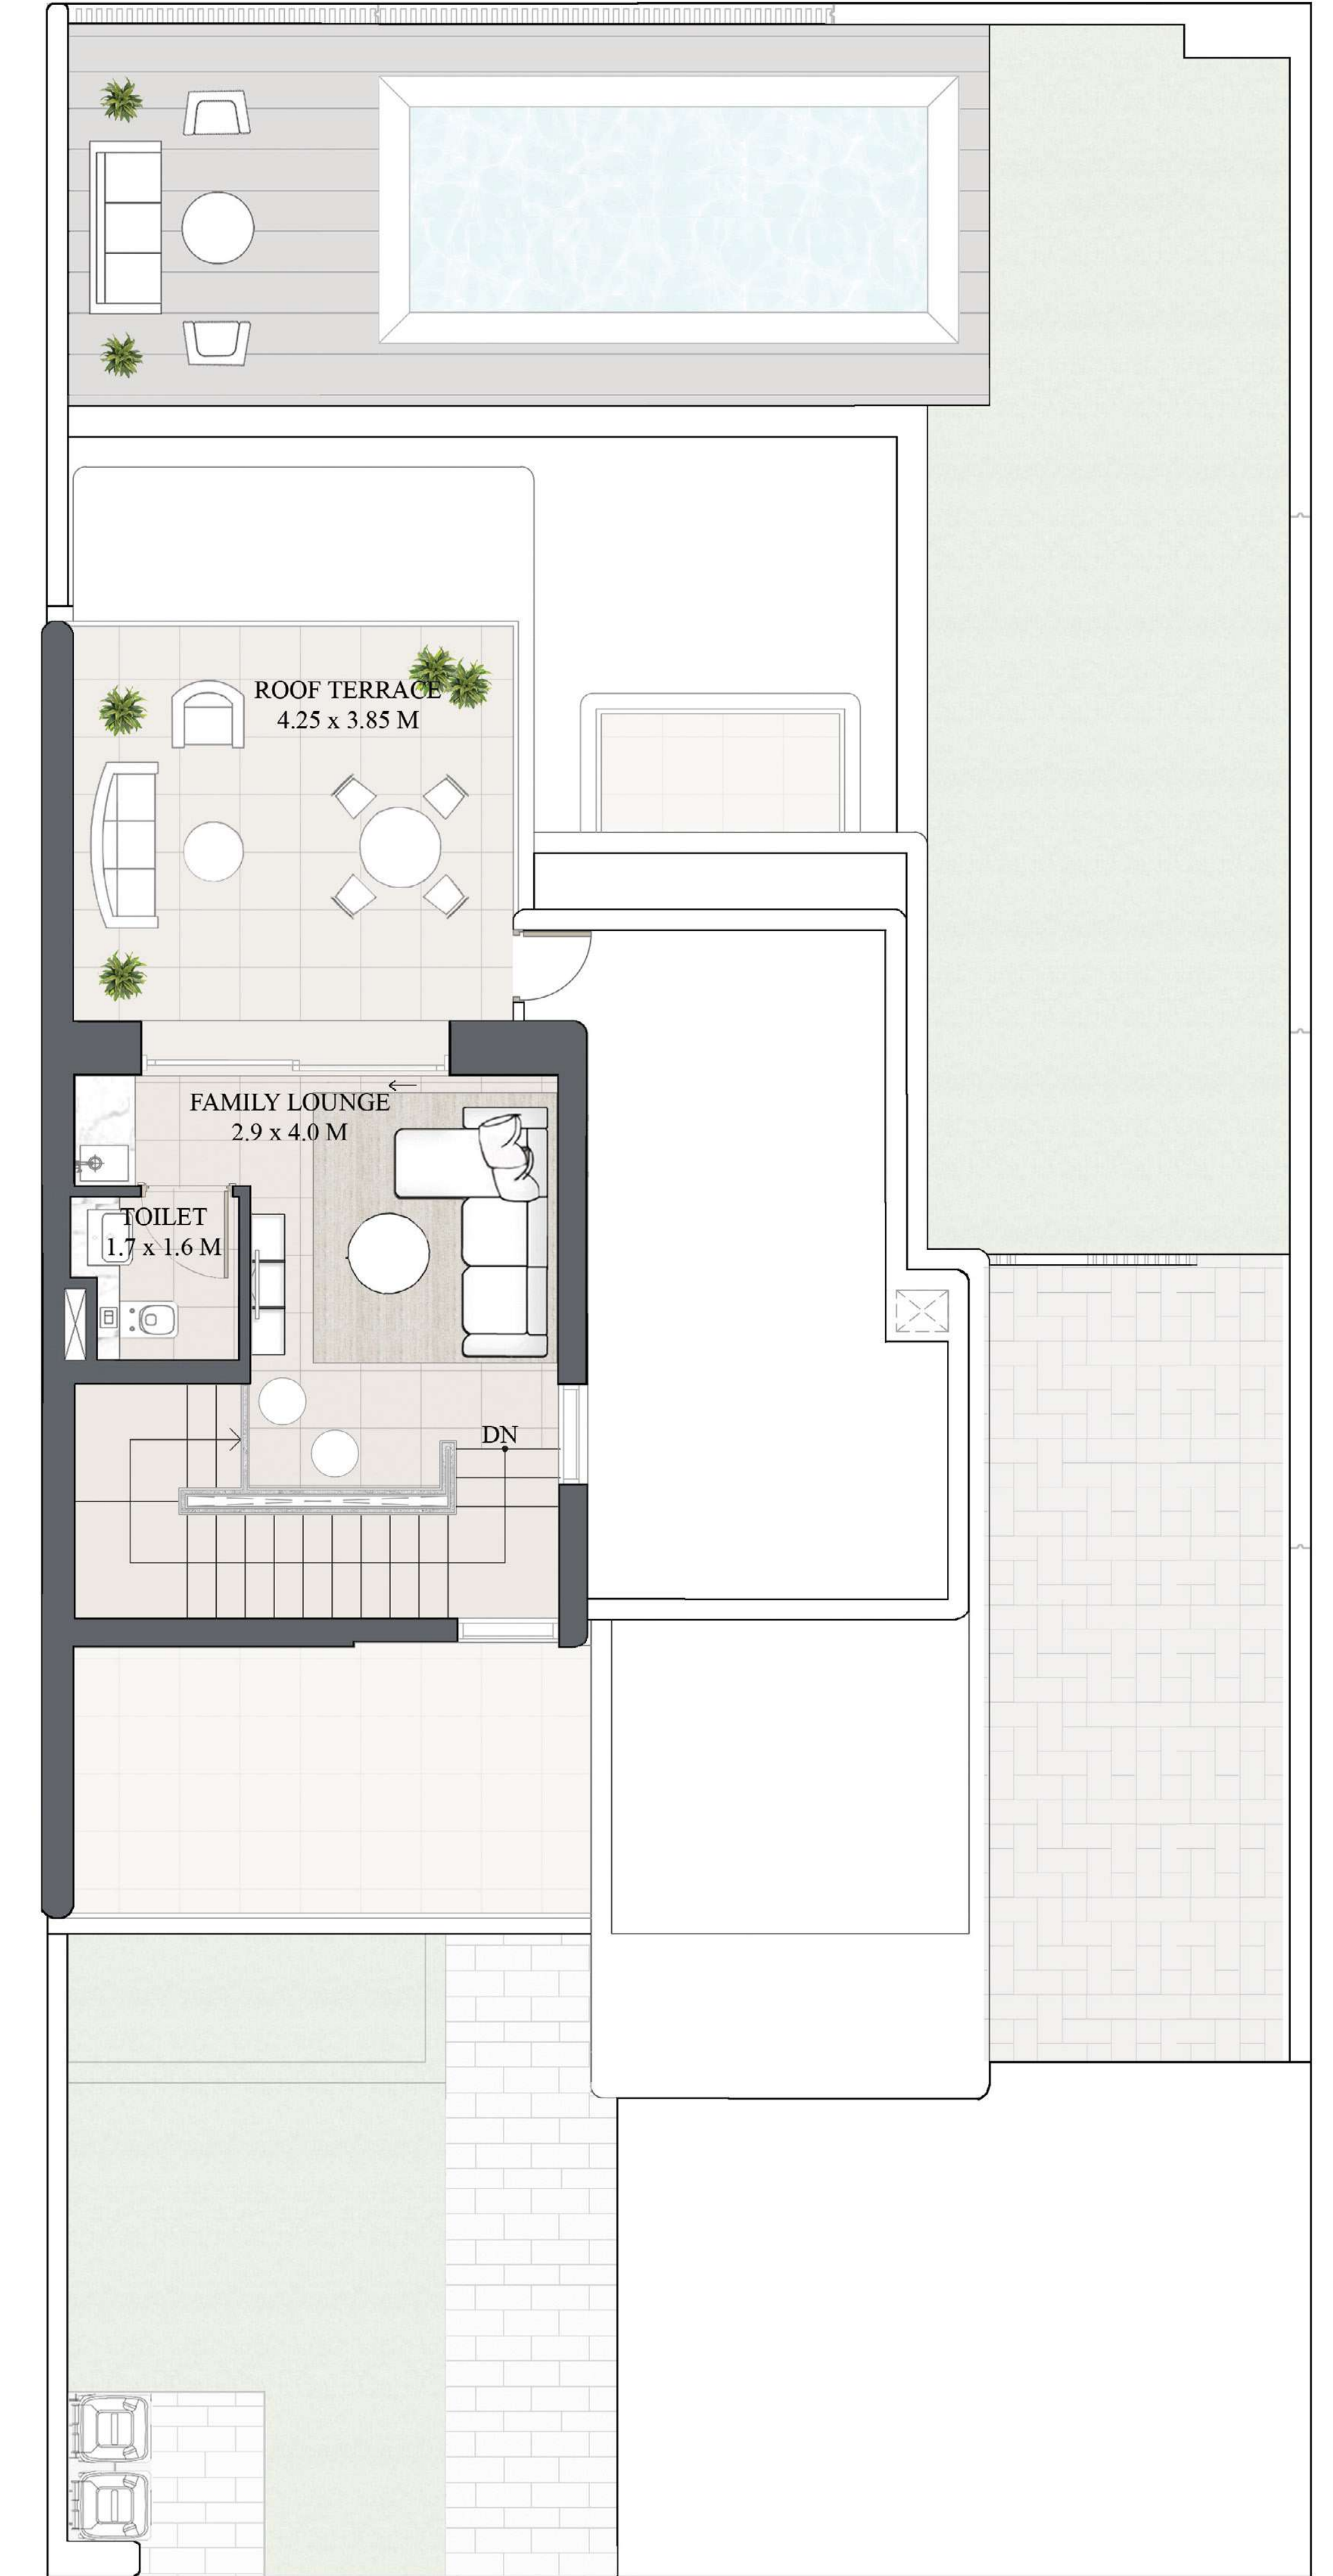 ROOF TERRACE
4.25 x 3.85 M
FAMILY LOUNGE
2.9 x 4.0 M
TOILET
1.7 x 1.6 M
DN